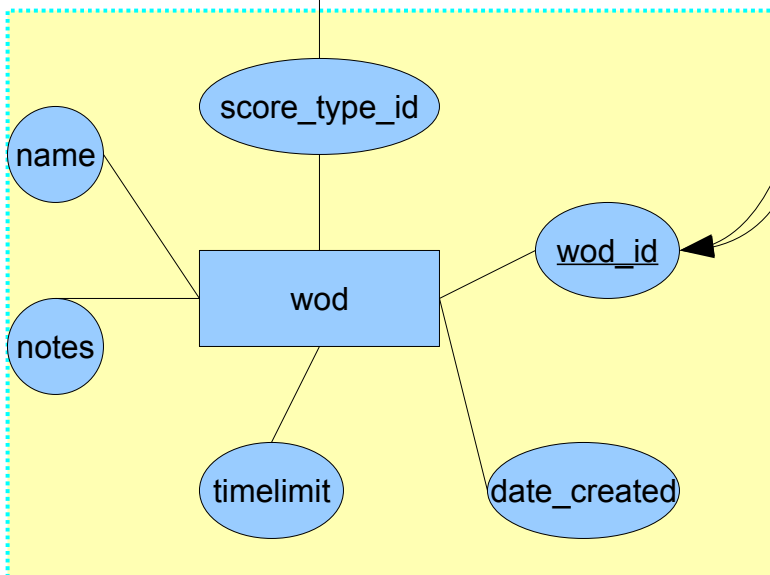 score_type_id
name
wod_id
wod
notes
timelimit
date_created